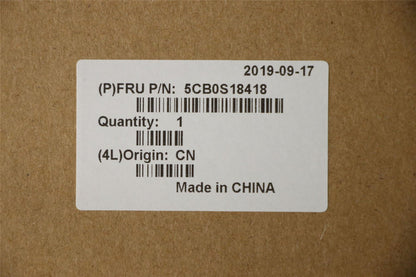 2019-09-17
(P)FRU P/N: 5CB0S18418
Quantity: 1
(4L)Origin: CN
Made in CHINA